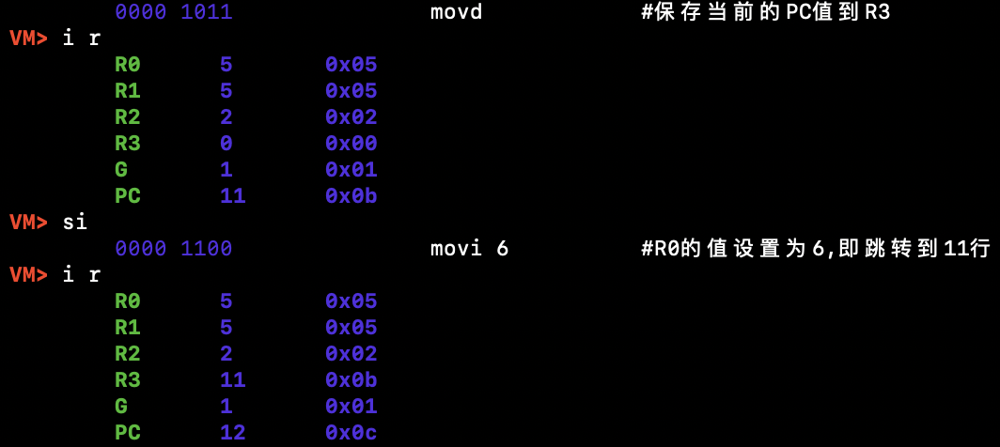 0000 1011 movd #保存当前的PC值到R3
VM> i r
R0 5 0x05
R1 5 0x05
R2 2 0x02
R3 0 0x00
G 1 0x01
PC 11 0x0b
VM> si
0000 1100 movi 6 #R0的值设置为6,即跳转到11行
VM> i r
R0 5 0x05
R1 5 0x05
R2 2 0x02
R3 11 0x0b
G 1 0x01
PC 12 0x0c